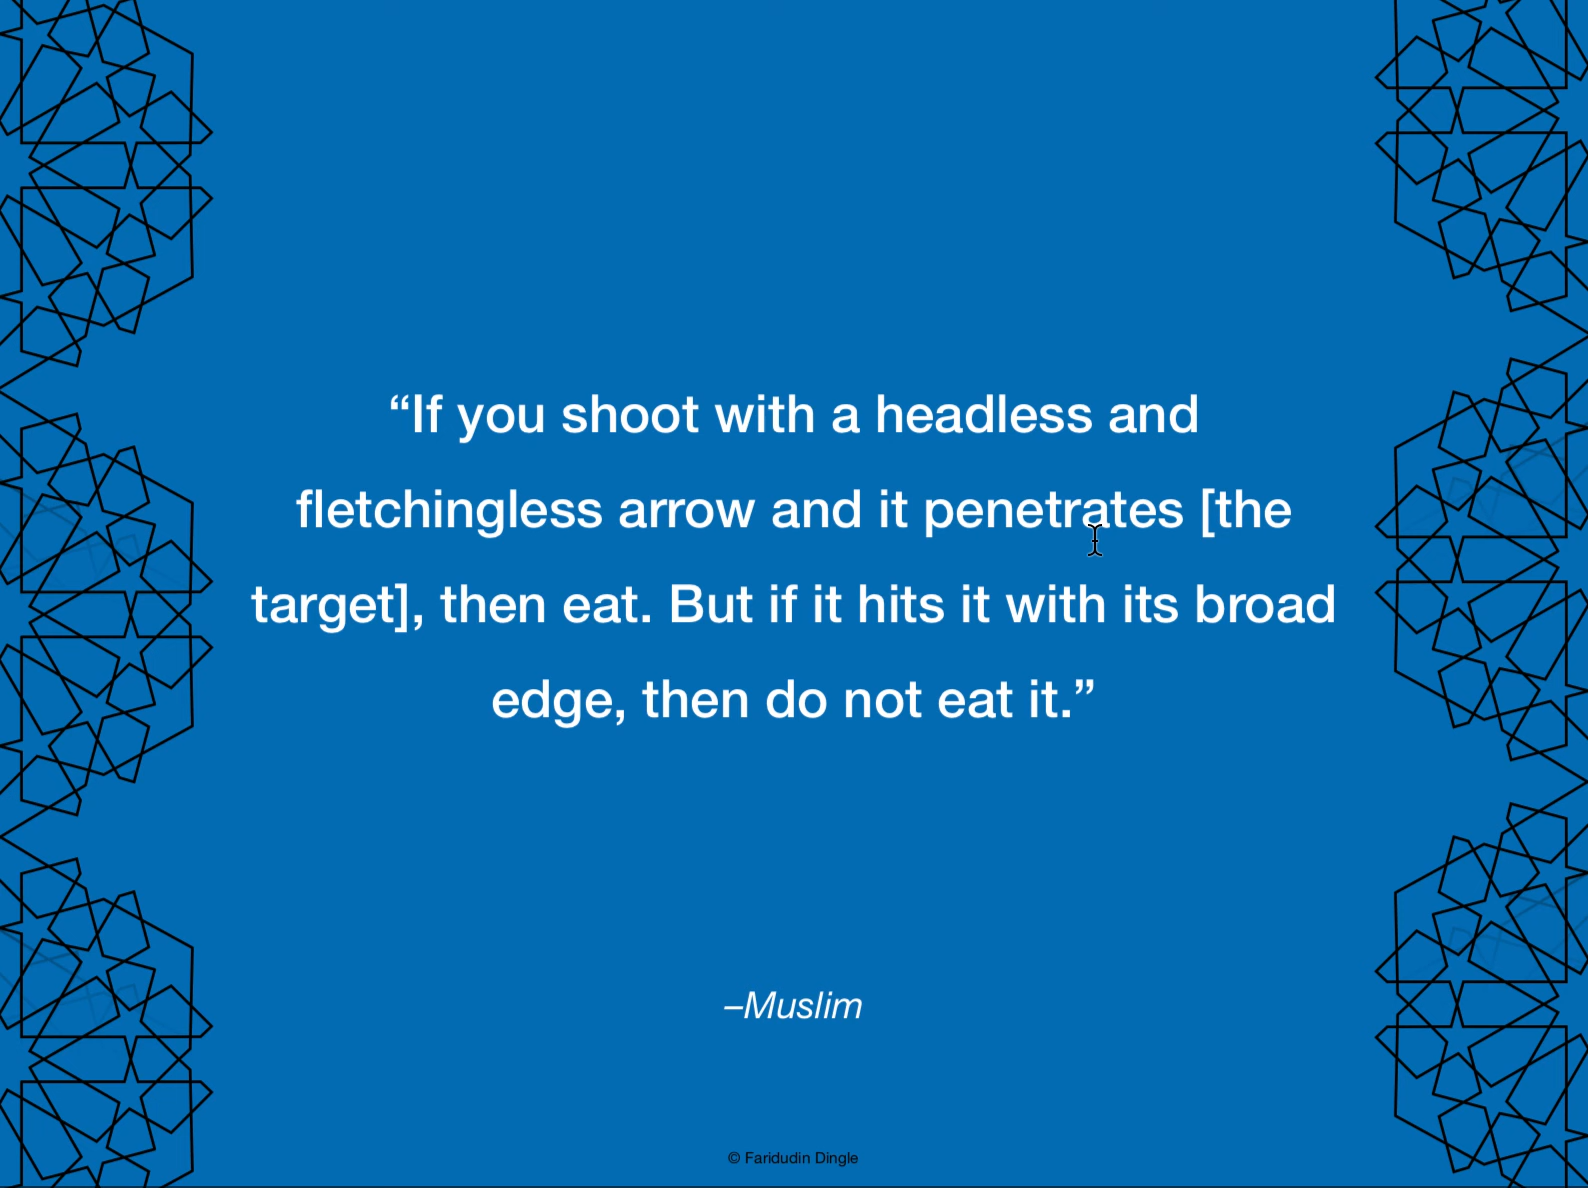 “If you shoot with a headless and
fletchingless arrow and it penetrates [the
target], then eat. But if it hits it with its broad
edge, then do not eat it.”
–Muslim
© Faridudin Dingle